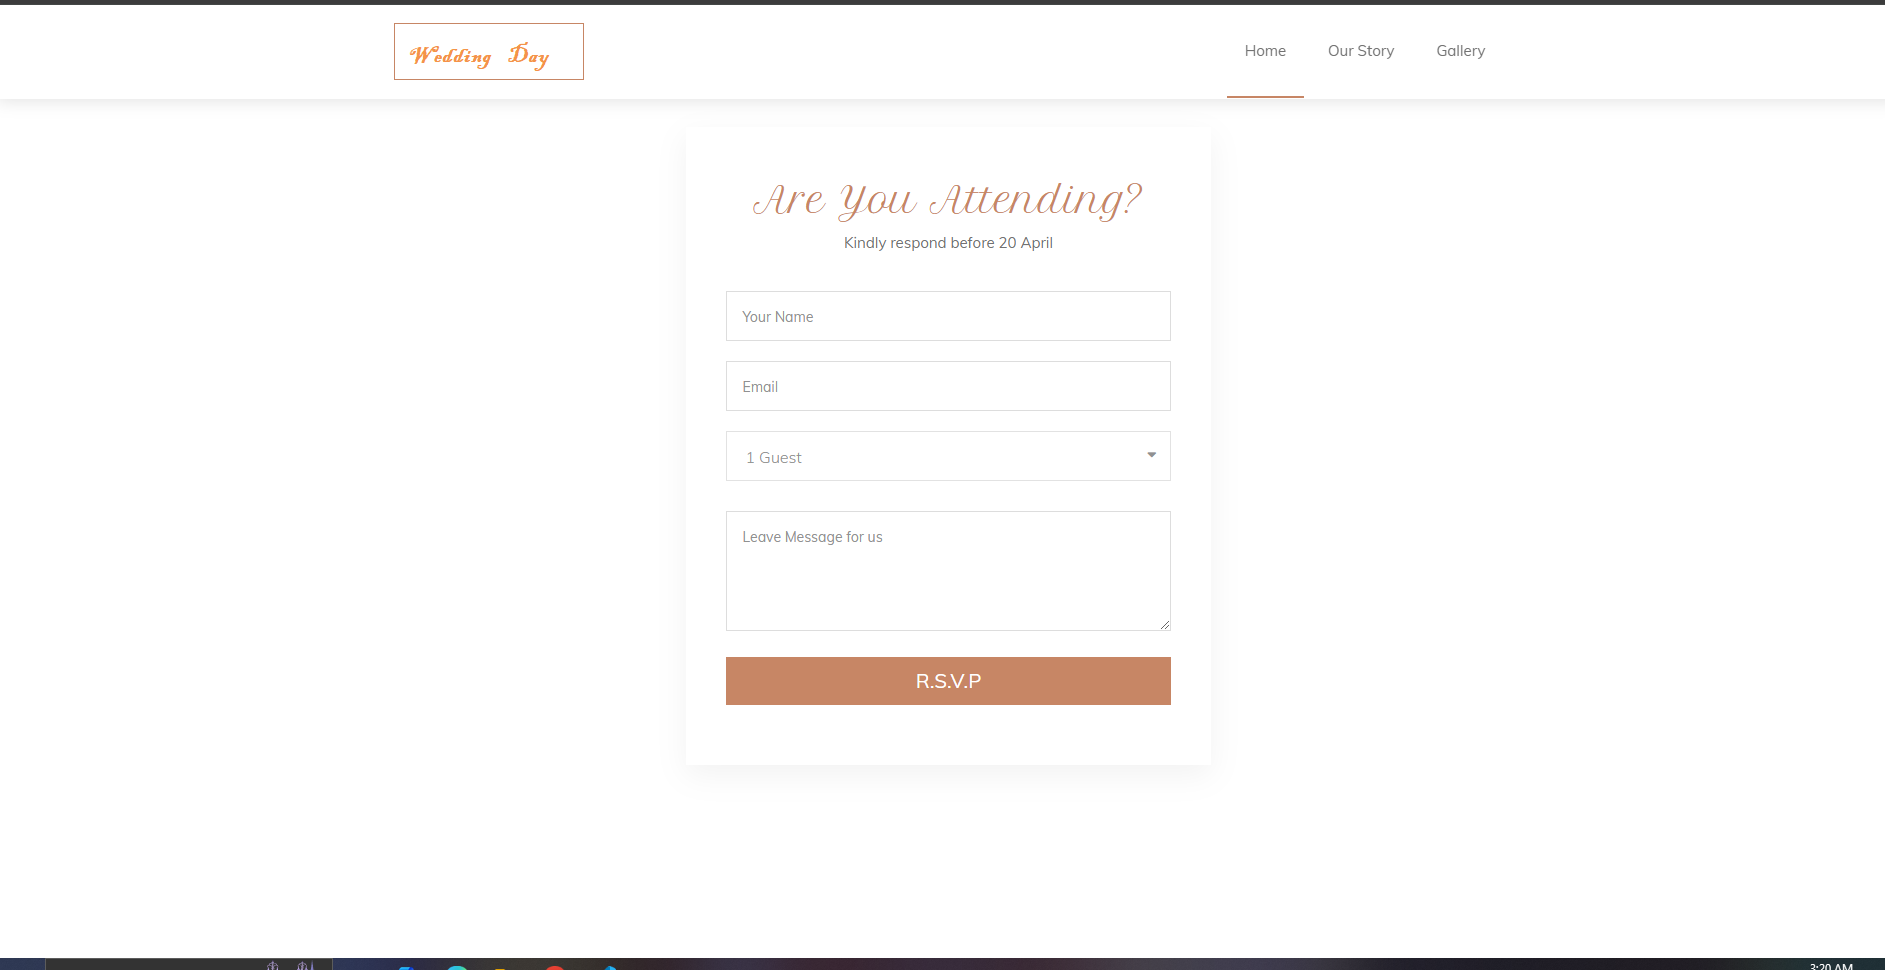 Wedding Day
Home Our Story Gallery
Are You Attending?
Kindly respond before 20 April
Your Name
Email
1 Guest
Leave Message for us
R.S.V.P
3:20 AM